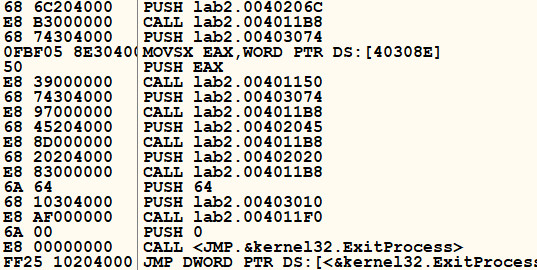 68 6C204000 PUSH lab2.0040206C
E8 B3000000 CALL lab2.004011B8
68 74304000 PUSH lab2.00403074
0FBF05 8E30400 MOVSX EAX,WORD PTR DS:[40308E]
50 PUSH EAX
E8 39000000 CALL lab2.00401150
68 74304000 PUSH lab2.00403074
E8 97000000 CALL lab2.004011B8
68 45204000 PUSH lab2.00402045
E8 8D000000 CALL lab2.004011B8
68 20204000 PUSH lab2.00402020
E8 83000000 CALL lab2.004011B8
6A 64 PUSH 64
68 10304000 PUSH lab2.00403010
E8 AF000000 CALL lab2.004011F0
6A 00 PUSH 0
E8 00000000 CALL <JMP.&kernel32.ExitProcess>
FF25 10204000 JMP DWORD PTR DS:[<&kernel32.ExitProcess